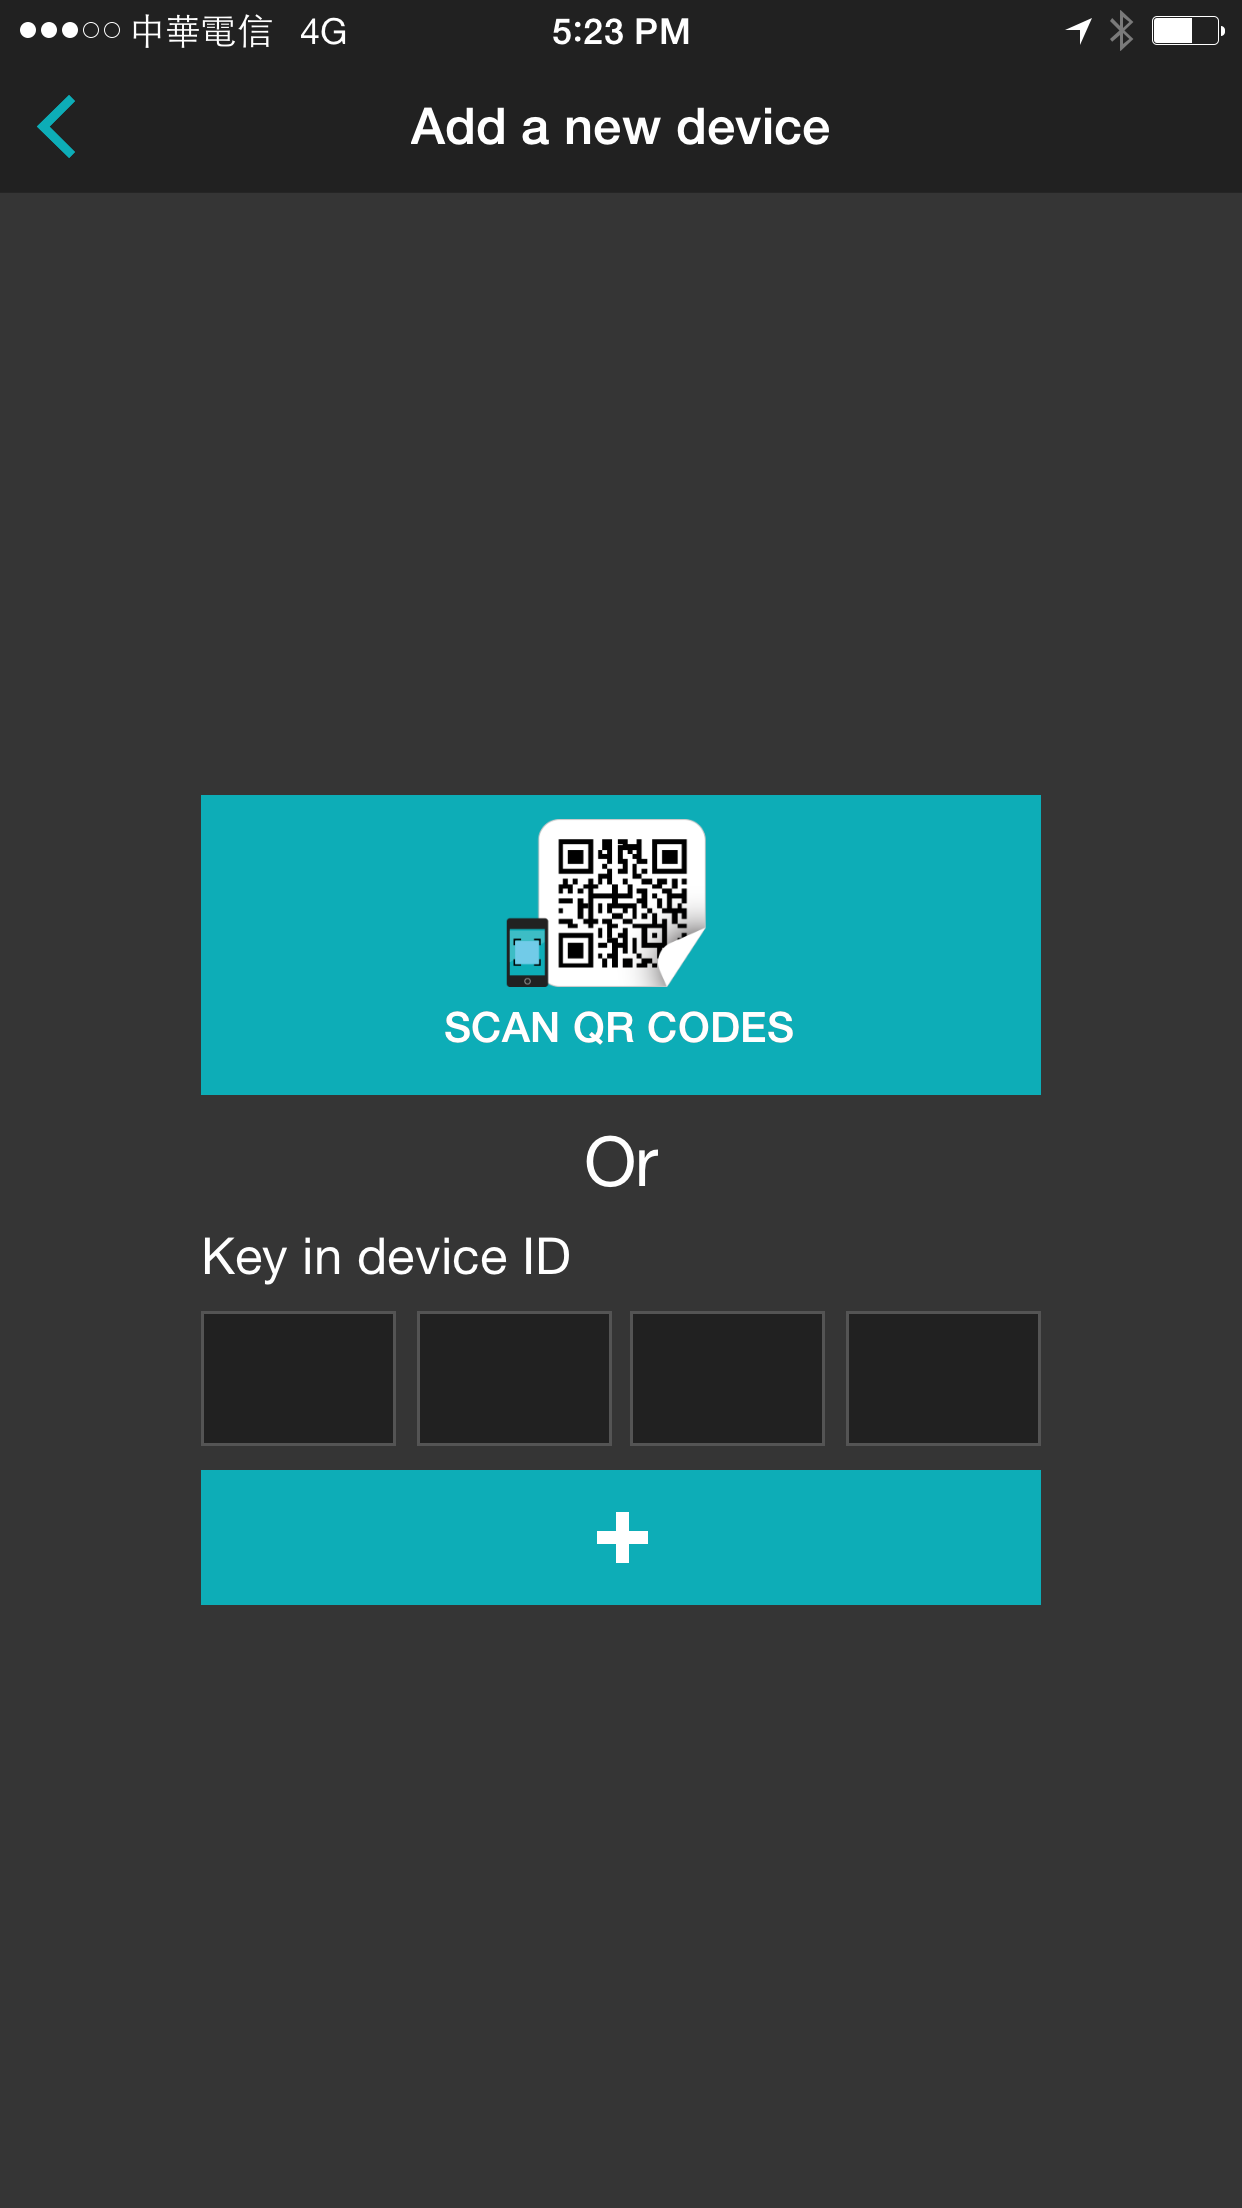 中華電信 4G 5:23 PM
Add a new device
SCAN QR CODES
Or
Key in device ID